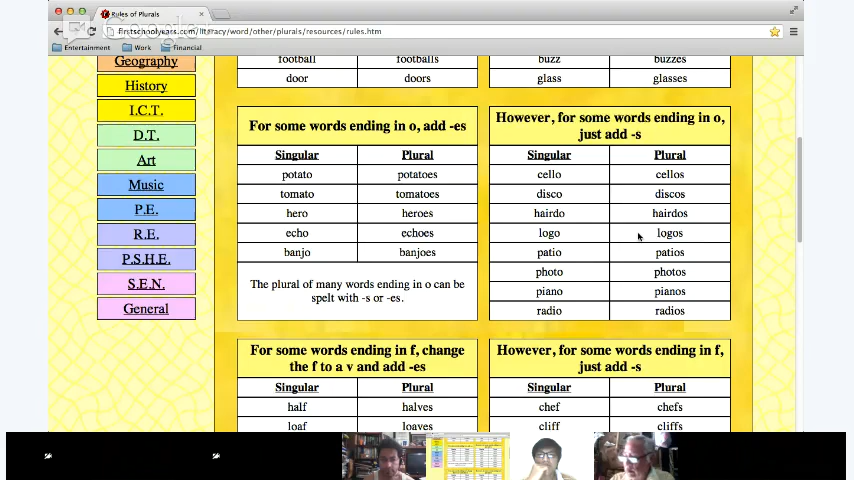 Rules of Plurals
Google+
firstschoolyears.com/literacy/word/other/plurals/resources/rules.htm
Entertainment Work Financial
Geography
History
I.C.T.
D.T.
Art
Music
P.E.
R.E.
P.S.H.E.
S.E.N.
General
football footballs
door doors
buzz buzzes
glass glasses
For some words ending in o, add -es
Singular Plural
potato potatoes
tomato tomatoes
hero heroes
echo echoes
banjo banjoes
The plural of many words ending in o can be
spelt with -s or -es.
However, for some words ending in o,
just add -s
Singular Plural
cello cellos
disco discos
hairdo hairdos
logo logos
patio patios
photo photos
piano pianos
radio radios
For some words ending in f, change
the f to a v and add -es
Singular Plural
half halves
loaf loaves
However, for some words ending in f,
just add -s
Singular Plural
chef chefs
cliff cliffs